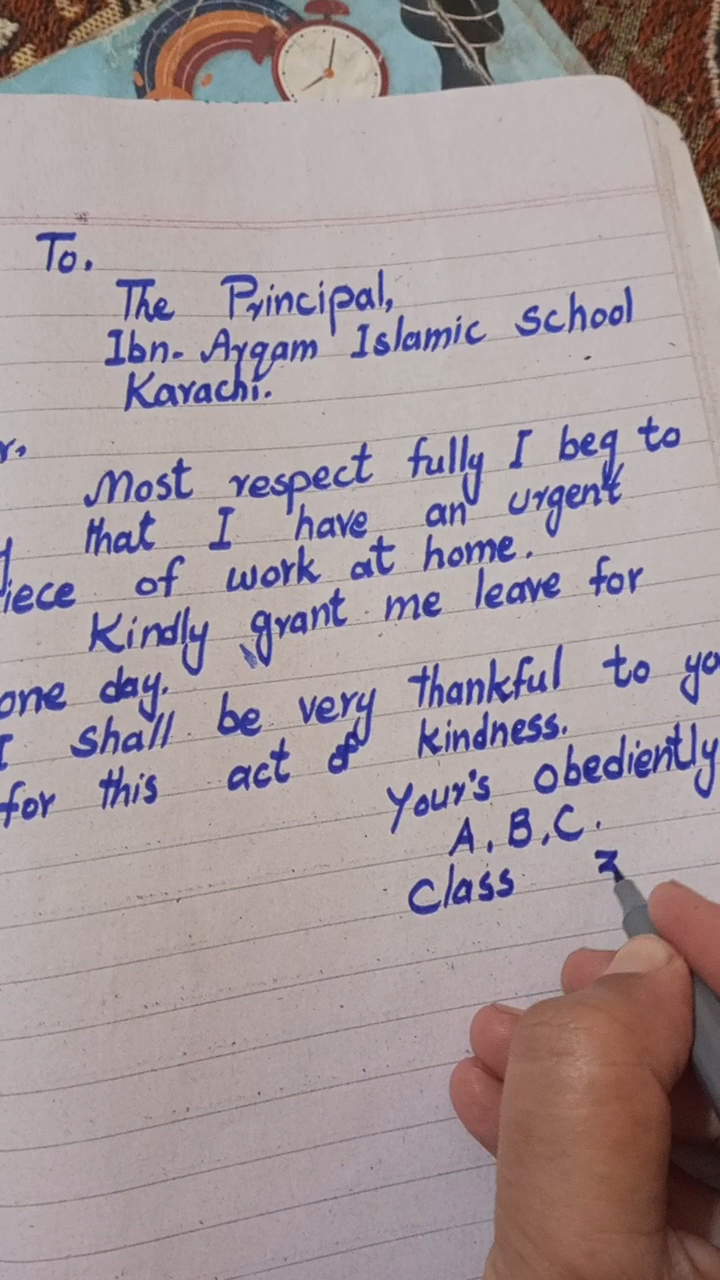 To.
The Principal,
Ibn- Arqam Islamic School
Karachi.
r,
Most respect fully I beg to
y that I have an urgent
iece of work at home.
Kindly grant me leave for
one day.
I shall be very thankful to yo
for this act of kindness.
Your's obediently
A, B, C.
Class 3